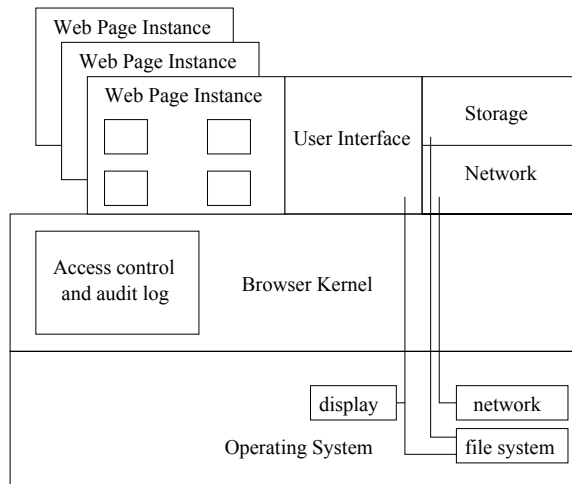 Web Page Instance
Web Page Instance
Web Page Instance
User Interface
Storage
Network
Access control
and audit log
Browser Kernel
display
network
Operating System
file system